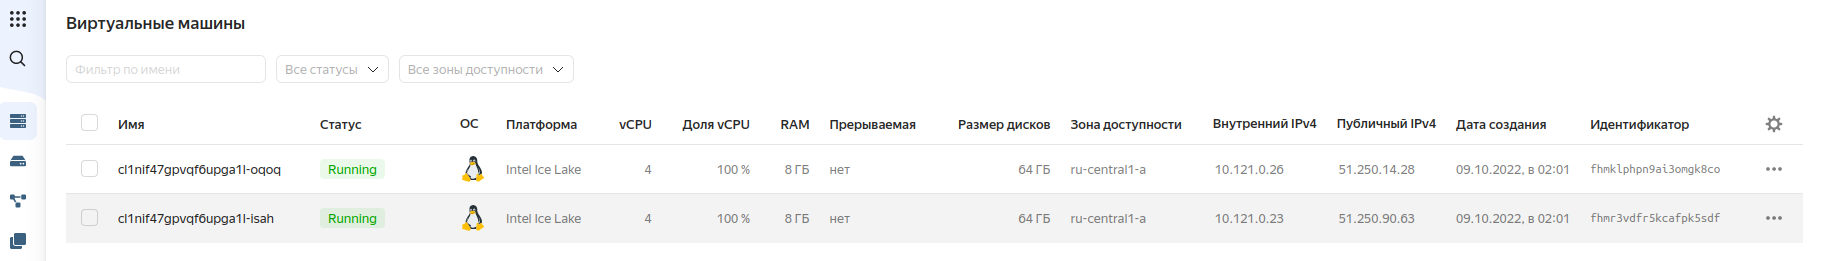 Виртуальные машины
Фильтр по имени Все статусы Все зоны доступности
Имя Статус ОС Платформа vCPU Доля vCPU RAM Прерываемая Размер дисков Зона доступности Внутренний IPv4 Публичный IPv4 Дата создания Идентификатор
cl1nif47gpvqf6upga1l-oqoq Running Intel Ice Lake 4 100 % 8 ГБ нет 64 ГБ ru-central1-a 10.121.0.26 51.250.14.28 09.10.2022, в 02:01 fhmklphpn9ai3omgk8co
cl1nif47gpvqf6upga1l-isah Running Intel Ice Lake 4 100 % 8 ГБ нет 64 ГБ ru-central1-a 10.121.0.23 51.250.90.63 09.10.2022, в 02:01 fhmr3vdfr5kcafpk5sdf